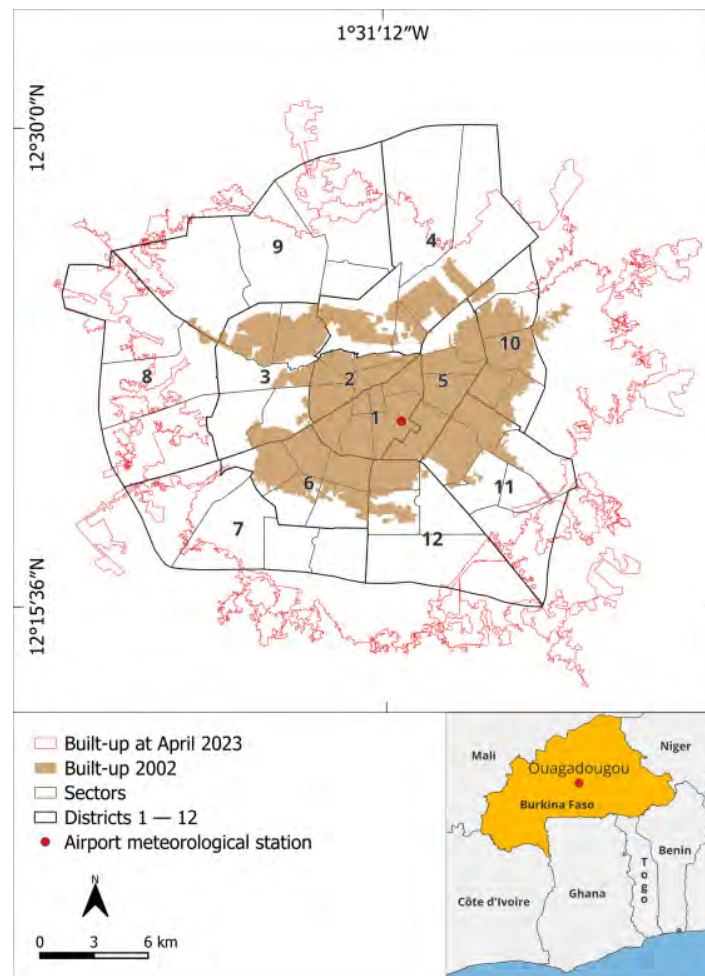 1°31′12″W
12°30′0″N
9
4
10
8
3
2
5
1
6
11
7
12
12°15′36″N
Built-up at April 2023
Built-up 2002
Sectors
Districts 1 — 12
Airport meteorological station
N
0 3 6 km
Mali
Niger
Ouagadougou
Burkina Faso
Benin
Togo
Ghana
Côte d'Ivoire